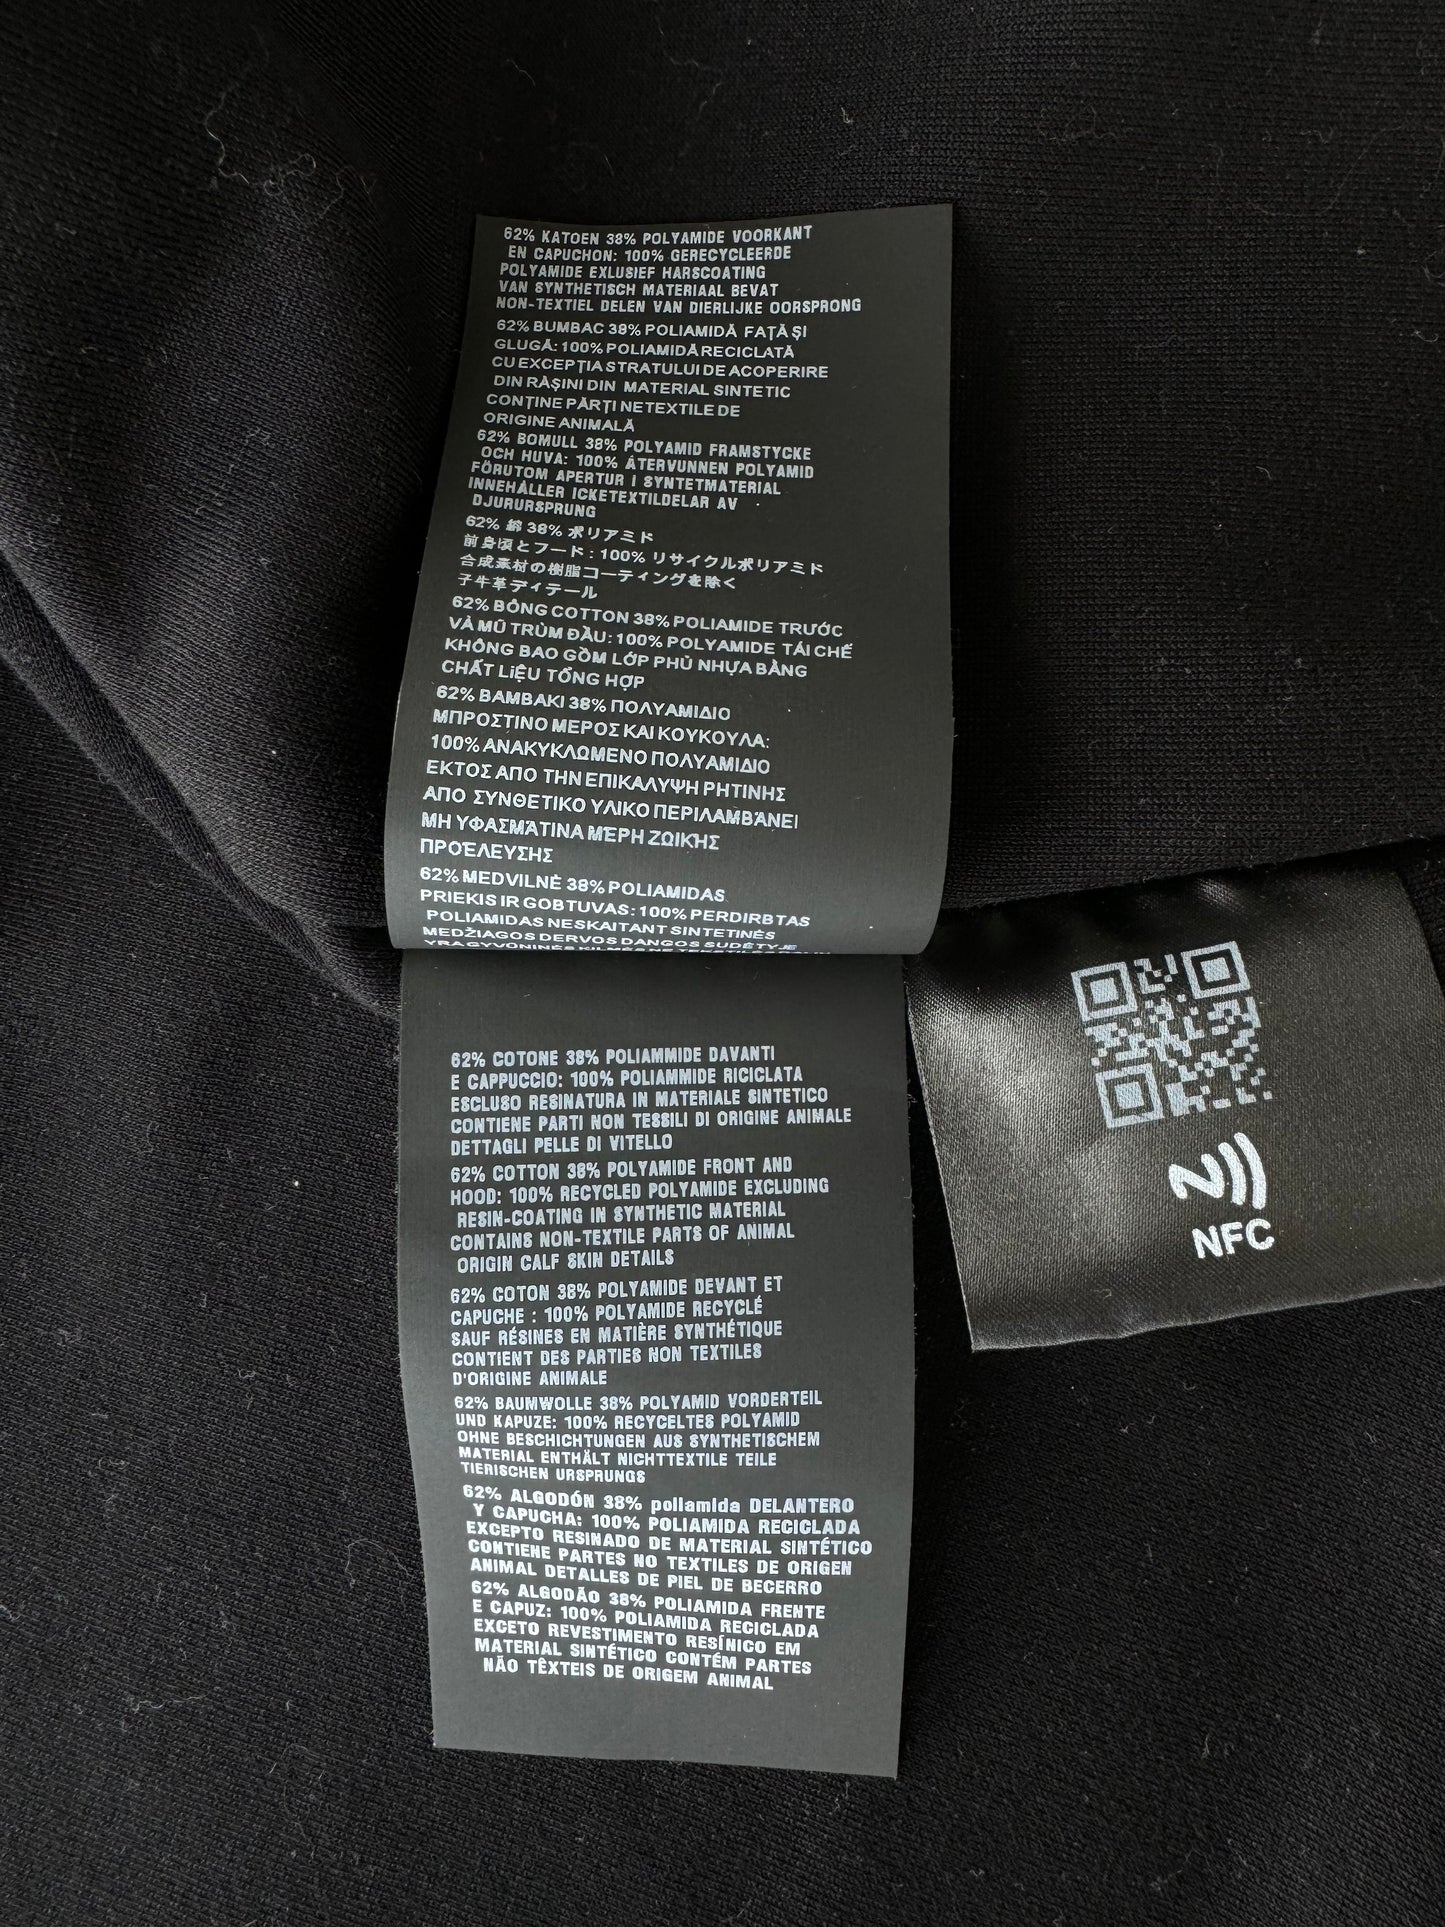 62% KATOEN 38% POLYAMIDE VOORKANT
EN CAPUCHON: 100% GERECYCLEERDE
POLYAMIDE EXLUSIEF HARSCOATING
VAN SYNTHETISCH MATERIAAL BEVAT
NON-TEXTIEL DELEN VAN DIERLIJKE OORSPRONG
62% BUMBAC 38% POLIAMIDĂ FAȚĂ ȘI
GLUGĂ: 100% POLIAMIDĂ RECICLATĂ
CU EXCEPȚIA STRATULUI DE ACOPERIRE
DIN RĂȘINI DIN MATERIAL SINTETIC
CONȚINE PĂRȚI NETEXTILE DE
ORIGINE ANIMALĂ
62% BOMULL 38% POLYAMID FRAMSTYCKE
OCH HUVA: 100% ÅTERVUNNEN POLYAMID
FÖRUTOM APERTUR I SYNTETMATERIAL
INNEHÅLLER ICKETEXTILDELAR AV
DJURURSPRUNG
62% 綿 38% ポリアミド
前身頃とフード: 100% リサイクルポリアミド
合成素材の樹脂コーティングを除く
子牛革ディテール
62% BÔNG COTTON 38% POLIAMIDE TRƯỚC
VÀ MŨ TRÙM ĐẦU: 100% POLYAMIDE TÁI CHẾ
KHÔNG BAO GỒM LỚP PHỦ NHỰA BẰNG
CHẤT LIỆU TỔNG HỢP
62% ΒΑΜΒΑΚΙ 38% ΠΟΛΥΑΜΙΔΙΟ
ΜΠΡΟΣΤΙΝΟ ΜΕΡΟΣ ΚΑΙ ΚΟΥΚΟΥΛΑ:
100% ΑΝΑΚΥΚΛΩΜΕΝΟ ΠΟΛΥΑΜΙΔΙΟ
ΕΚΤΟΣ ΑΠΟ ΤΗΝ ΕΠΙΚΑΛΥΨΗ ΡΗΤΙΝΗΣ
ΑΠΟ ΣΥΝΘΕΤΙΚΟ ΥΛΙΚΟ ΠΕΡΙΛΑΜΒΆΝΕΙ
ΜΗ ΥΦΑΣΜΆΤΙΝΑ ΜΈΡΗ ΖΩΙΚΉΣ
ΠΡΟΈΛΕΥΣΗΣ
62% MEDVILNĖ 38% POLIAMIDAS
PRIEKIS IR GOBTUVAS: 100% PERDIRBTAS
POLIAMIDAS NESKAITANT SINTETINĖS
MEDŽIAGOS DERVOS DANGOS SUDĖTYJE
YRA GYVŪNINĖS KILMĖS NE
62% COTONE 38% POLIAMMIDE DAVANTI
E CAPPUCCIO: 100% POLIAMMIDE RICICLATA
ESCLUSO RESINATURA IN MATERIALE SINTETICO
CONTIENE PARTI NON TESSILI DI ORIGINE ANIMALE
DETTAGLI PELLE DI VITELLO
62% COTTON 38% POLYAMIDE FRONT AND
HOOD: 100% RECYCLED POLYAMIDE EXCLUDING
RESIN-COATING IN SYNTHETIC MATERIAL
CONTAINS NON-TEXTILE PARTS OF ANIMAL
ORIGIN CALF SKIN DETAILS
62% COTON 38% POLYAMIDE DEVANT ET
CAPUCHE : 100% POLYAMIDE RECYCLÉ
SAUF RÉSINES EN MATIÈRE SYNTHÉTIQUE
CONTIENT DES PARTIES NON TEXTILES
D'ORIGINE ANIMALE
62% BAUMWOLLE 38% POLYAMID VORDERTEIL
UND KAPUZE: 100% RECYCELTES POLYAMID
OHNE BESCHICHTUNGEN AUS SYNTHETISCHEM
MATERIAL ENTHÄLT NICHTTEXTILE TEILE
TIERISCHEN URSPRUNGS
62% ALGODÓN 38% poliamida DELANTERO
Y CAPUCHA: 100% POLIAMIDA RECICLADA
EXCEPTO RESINADO DE MATERIAL SINTÉTICO
CONTIENE PARTES NO TEXTILES DE ORIGEN
ANIMAL DETALLES DE PIEL DE BECERRO
62% ALGODÃO 38% POLIAMIDA FRENTE
E CAPUZ: 100% POLIAMIDA RECICLADA
EXCETO REVESTIMENTO RESÍNICO EM
MATERIAL SINTÉTICO CONTÉM PARTES
NÃO TÊXTEIS DE ORIGEM ANIMAL
NFC